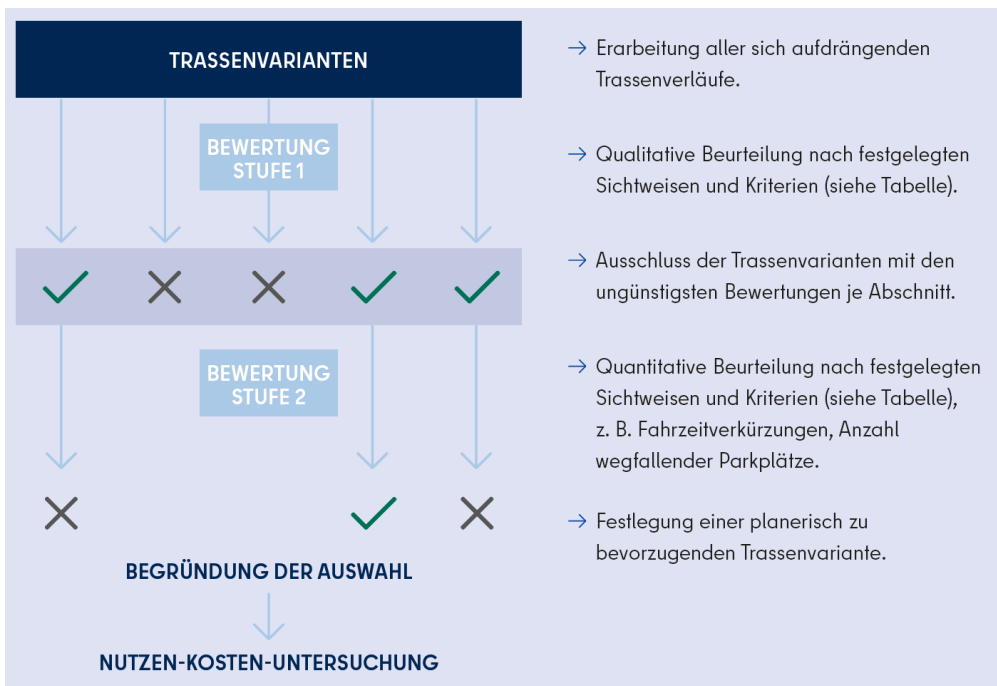 TRASSENVARIANTEN
→ Erarbeitung aller sich aufdrängenden
Trassenverläufe.
BEWERTUNG
STUFE 1
→ Qualitative Beurteilung nach festgelegten
Sichtweisen und Kriterien (siehe Tabelle).
→ Ausschluss der Trassenvarianten mit den
ungünstigsten Bewertungen je Abschnitt.
BEWERTUNG
STUFE 2
→ Quantitative Beurteilung nach festgelegten
Sichtweisen und Kriterien (siehe Tabelle),
z. B. Fahrzeitverkürzungen, Anzahl
wegfallender Parkplätze.
→ Festlegung einer planerisch zu
bevorzugenden Trassenvariante.
BEGRÜNDUNG DER AUSWAHL
NUTZEN-KOSTEN-UNTERSUCHUNG